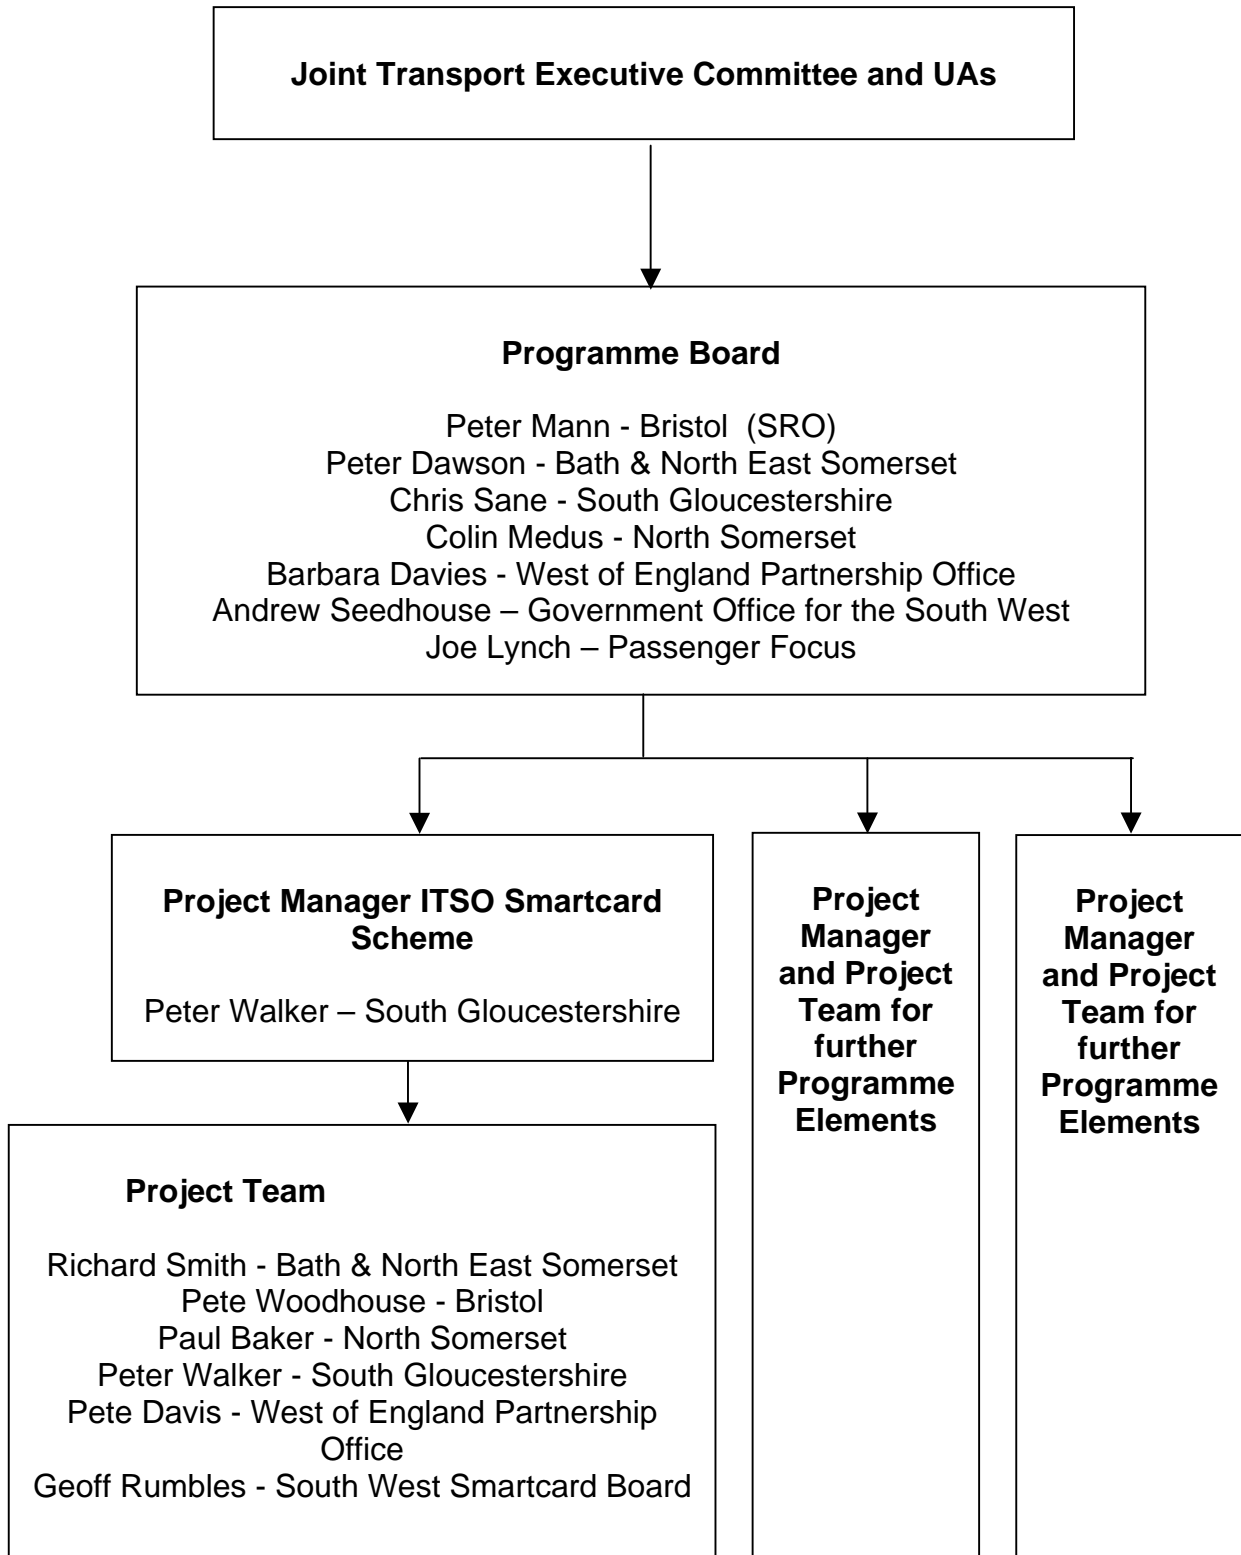 Joint Transport Executive Committee and UAs
Programme Board
Peter Mann - Bristol  (SRO)
Peter Dawson - Bath & North East Somerset
Chris Sane - South Gloucestershire
Colin Medus - North Somerset
Barbara Davies - West of England Partnership Office
Andrew Seedhouse – Government Office for the South West
Joe Lynch – Passenger Focus
Project Manager ITSO Smartcard
Scheme
Peter Walker – South Gloucestershire
Project
Manager
and Project
Team for
further
Programme
Elements
Project
Manager
and Project
Team for
further
Programme
Elements
Project Team
Richard Smith - Bath & North East Somerset
Pete Woodhouse - Bristol
Paul Baker - North Somerset
Peter Walker - South Gloucestershire
Pete Davis - West of England Partnership
Office
Geoff Rumbles - South West Smartcard Board